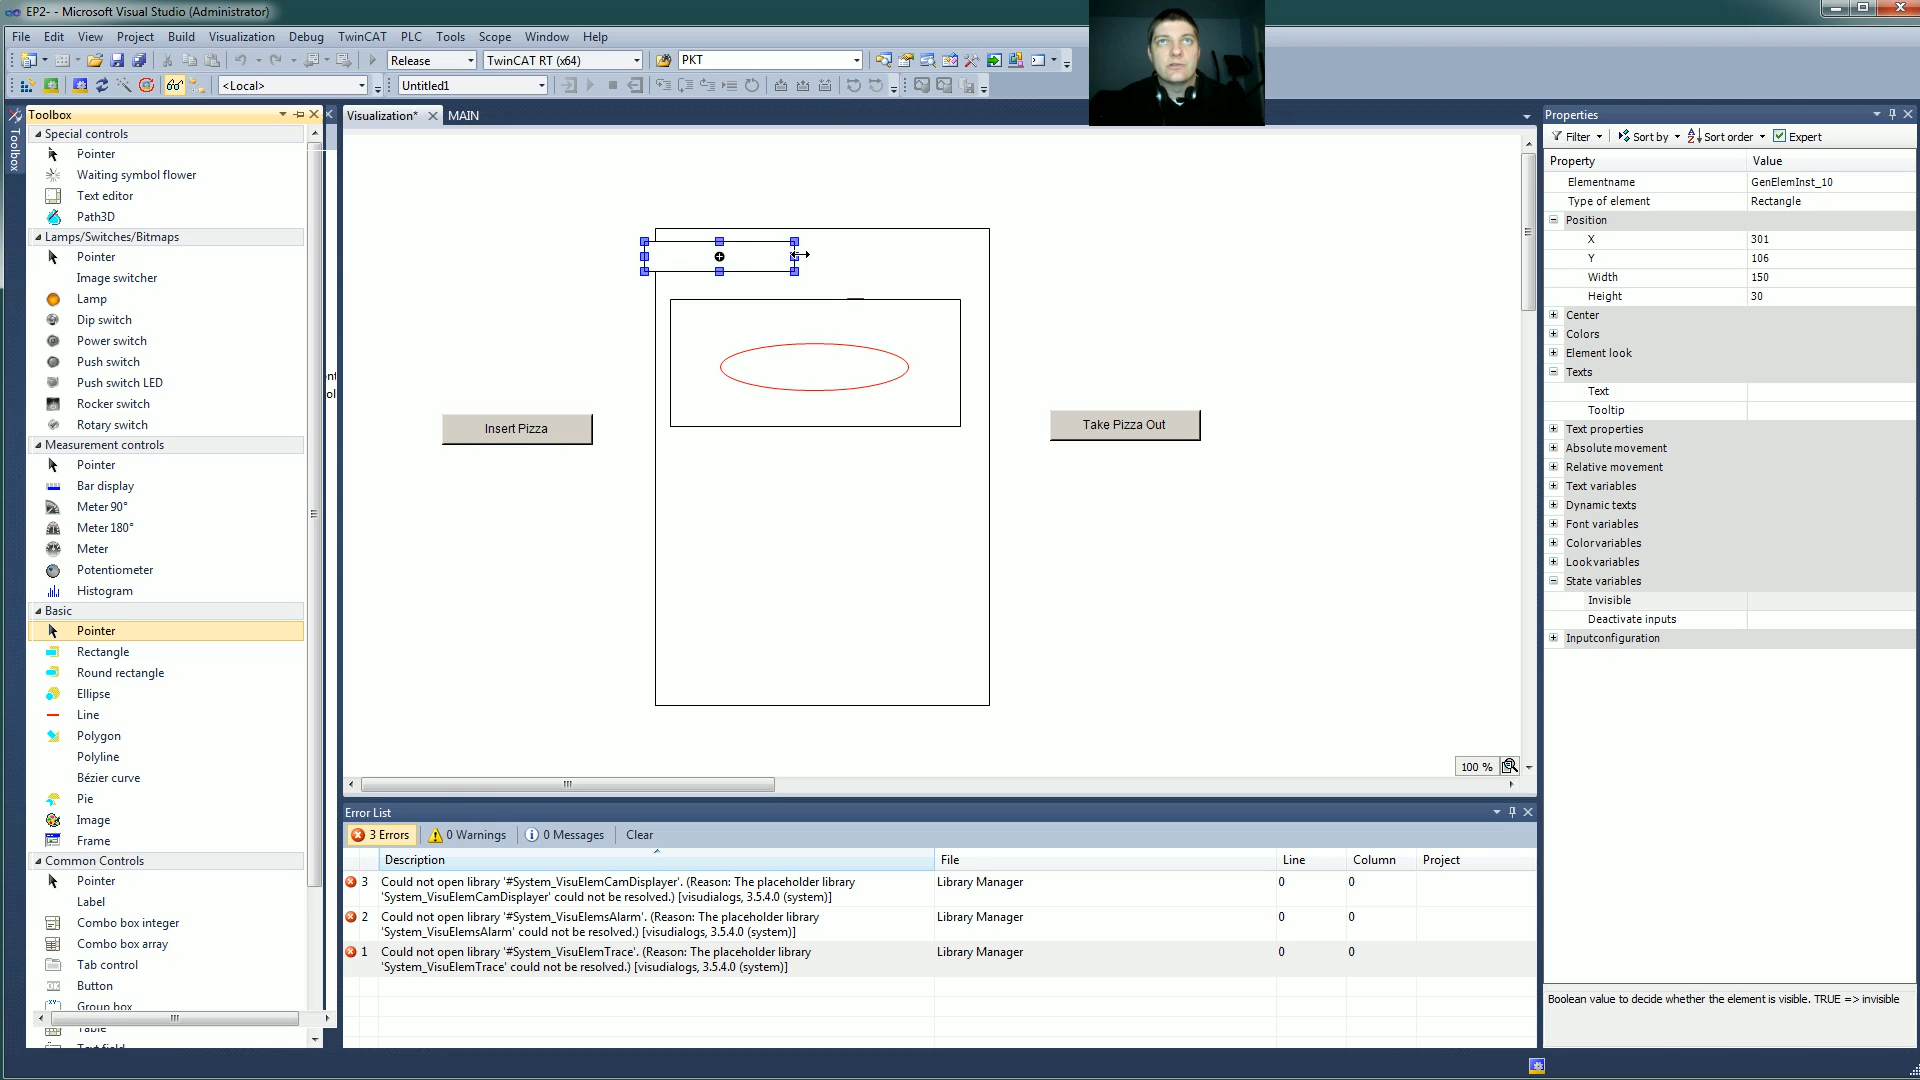 EP2- - Microsoft Visual Studio (Administrator)
File Edit View Project Build Visualization Debug TwinCAT PLC Tools Scope Window Help
Release TwinCAT RT (x64) PKT
<Local> Untitled1
Toolbox
Special controls
Pointer
Waiting symbol flower
Text editor
Path3D
Lamps/Switches/Bitmaps
Pointer
Image switcher
Lamp
Dip switch
Power switch
Push switch
Push switch LED
Rocker switch
Rotary switch
Measurement controls
Pointer
Bar display
Meter 90°
Meter 180°
Meter
Potentiometer
Histogram
Basic
Pointer
Rectangle
Round rectangle
Ellipse
Line
Polygon
Polyline
Bézier curve
Pie
Image
Frame
Common Controls
Pointer
Label
Combo box integer
Combo box array
Tab control
Button
Group box
Table
Text field
Toolbox
Visualization* MAIN
Insert Pizza
Take Pizza Out
100 %
Error List
3 Errors 0 Warnings 0 Messages Clear
Description File Line Column Project
3 Could not open library '#System_VisuElemCamDisplayer'. (Reason: The placeholder library Library Manager 0 0
'System_VisuElemCamDisplayer' could not be resolved.) [visudialogs, 3.5.4.0 (system)]
2 Could not open library '#System_VisuElemsAlarm'. (Reason: The placeholder library Library Manager 0 0
'System_VisuElemsAlarm' could not be resolved.) [visudialogs, 3.5.4.0 (system)]
1 Could not open library '#System_VisuElemTrace'. (Reason: The placeholder library Library Manager 0 0
'System_VisuElemTrace' could not be resolved.) [visudialogs, 3.5.4.0 (system)]
Properties
Filter Sort by Sort order Expert
Property Value
Elementname GenElemInst_10
Type of element Rectangle
Position
X 301
Y 106
Width 150
Height 30
Center
Colors
Element look
Texts
Text
Tooltip
Text properties
Absolute movement
Relative movement
Text variables
Dynamic texts
Font variables
Colorvariables
Lookvariables
State variables
Invisible
Deactivate inputs
Inputconfiguration
Boolean value to decide whether the element is visible. TRUE => invisible